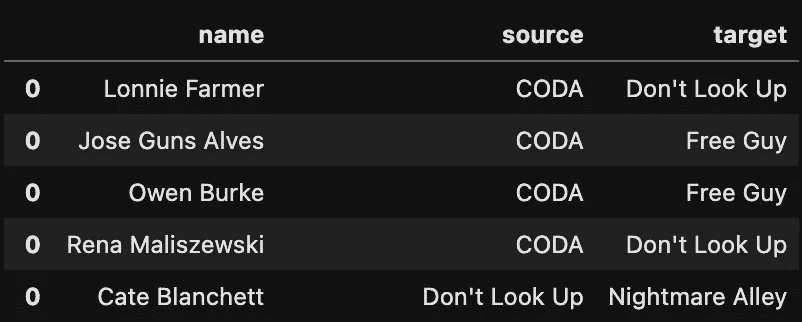 name source target
0 Lonnie Farmer CODA Don't Look Up
0 Jose Guns Alves CODA Free Guy
0 Owen Burke CODA Free Guy
0 Rena Maliszewski CODA Don't Look Up
0 Cate Blanchett Don't Look Up Nightmare Alley